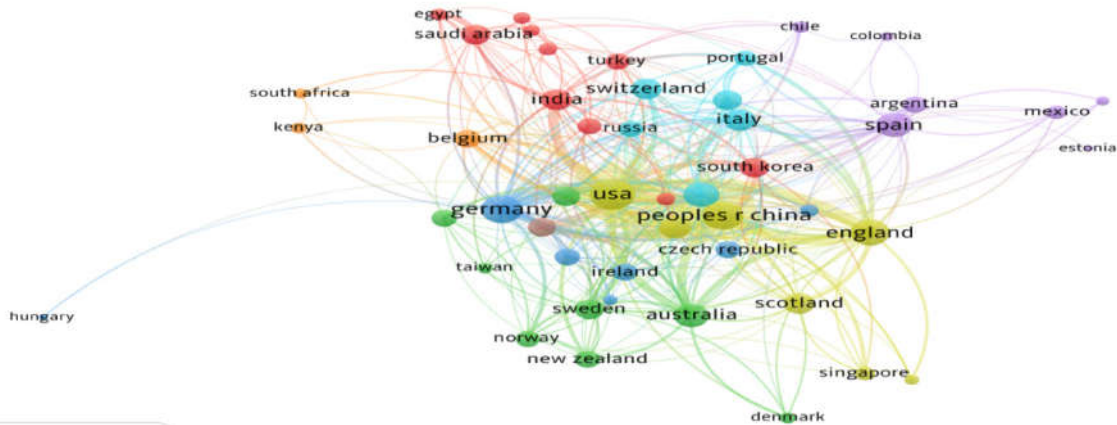 egypt
saudi arabia
chile
colombia
turkey
portugal
switzerland
south africa
india
argentina
mexico
kenya
belgium
russia
italy
spain
estonia
south korea
usa
germany
peoples r china
england
czech republic
taiwan
ireland
hungary
sweden
australia
scotland
norway
new zealand
singapore
denmark